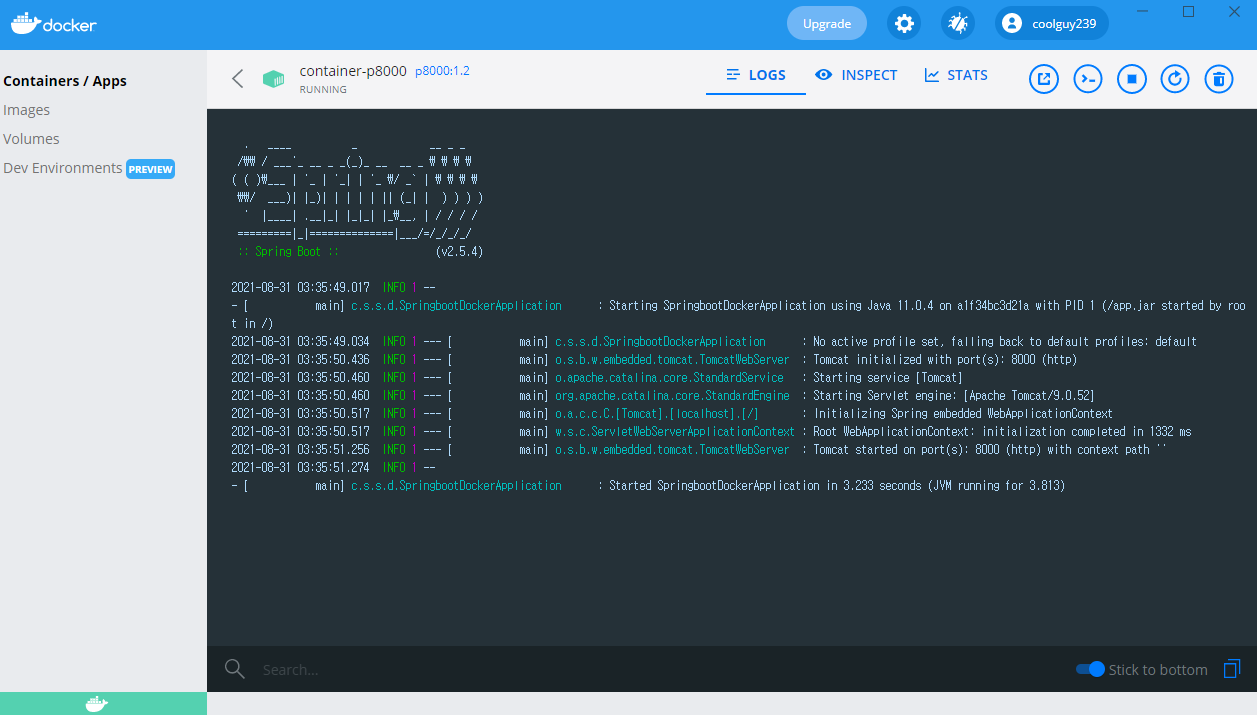 docker
Upgrade
coolguy239
Containers / Apps
Images
Volumes
Dev Environments PREVIEW
container-p8000 p8000:1.2
RUNNING
LOGS
INSPECT
STATS
  .   ____          _            __ _ _
 /₩₩ / ___'_ __ _ _(_)_ __  __ _ ₩ ₩ ₩ ₩
( ( )₩___ | '_ | '_| | '_ ₩/ _` | ₩ ₩ ₩ ₩
 ₩₩/  ___)| |_)| | | | | || (_| |  ) ) ) )
  '  |____| .__|_| |_|_| |_₩__, | / / / /
 =========|_|==============|___/=/_/_/_/
 :: Spring Boot ::                (v2.5.4)
2021-08-31 03:35:49.017  INFO 1 --
- [           main] c.s.s.d.SpringbootDockerApplication      : Starting SpringbootDockerApplication using Java 11.0.4 on a1f34bc3d21a with PID 1 (/app.jar started by roo
t in /)
2021-08-31 03:35:49.034  INFO 1 --- [           main] c.s.s.d.SpringbootDockerApplication      : No active profile set, falling back to default profiles: default
2021-08-31 03:35:50.436  INFO 1 --- [           main] o.s.b.w.embedded.tomcat.TomcatWebServer  : Tomcat initialized with port(s): 8000 (http)
2021-08-31 03:35:50.460  INFO 1 --- [           main] o.apache.catalina.core.StandardService   : Starting service [Tomcat]
2021-08-31 03:35:50.460  INFO 1 --- [           main] org.apache.catalina.core.StandardEngine  : Starting Servlet engine: [Apache Tomcat/9.0.52]
2021-08-31 03:35:50.517  INFO 1 --- [           main] o.a.c.c.C.[Tomcat].[localhost].[/]       : Initializing Spring embedded WebApplicationContext
2021-08-31 03:35:50.517  INFO 1 --- [           main] w.s.c.ServletWebServerApplicationContext : Root WebApplicationContext: initialization completed in 1332 ms
2021-08-31 03:35:51.256  INFO 1 --- [           main] o.s.b.w.embedded.tomcat.TomcatWebServer  : Tomcat started on port(s): 8000 (http) with context path ''
2021-08-31 03:35:51.274  INFO 1 --
- [           main] c.s.s.d.SpringbootDockerApplication      : Started SpringbootDockerApplication in 3.233 seconds (JVM running for 3.813)
Search...
Stick to bottom